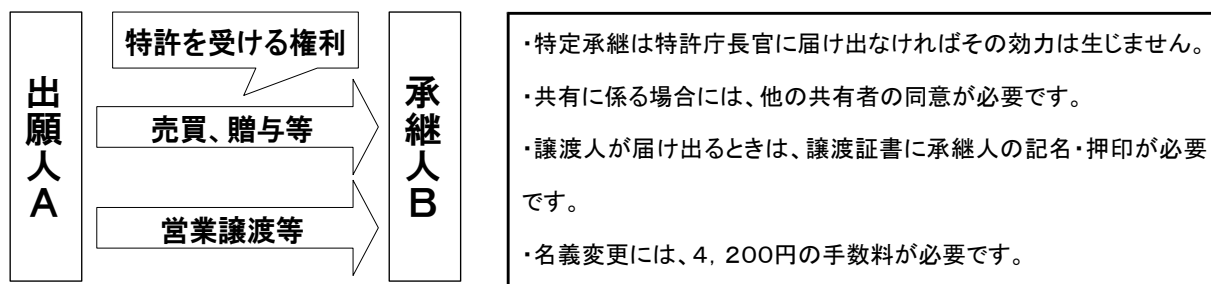 出願人A
特許を受ける権利
売買、贈与等
営業譲渡等
承継人B
・特定承継は特許庁長官に届け出なければその効力は生じません。
・共有に係る場合には、他の共有者の同意が必要です。
・譲渡人が届け出るときは、譲渡証書に承継人の記名・押印が必要
です。
・名義変更には、4，200円の手数料が必要です。